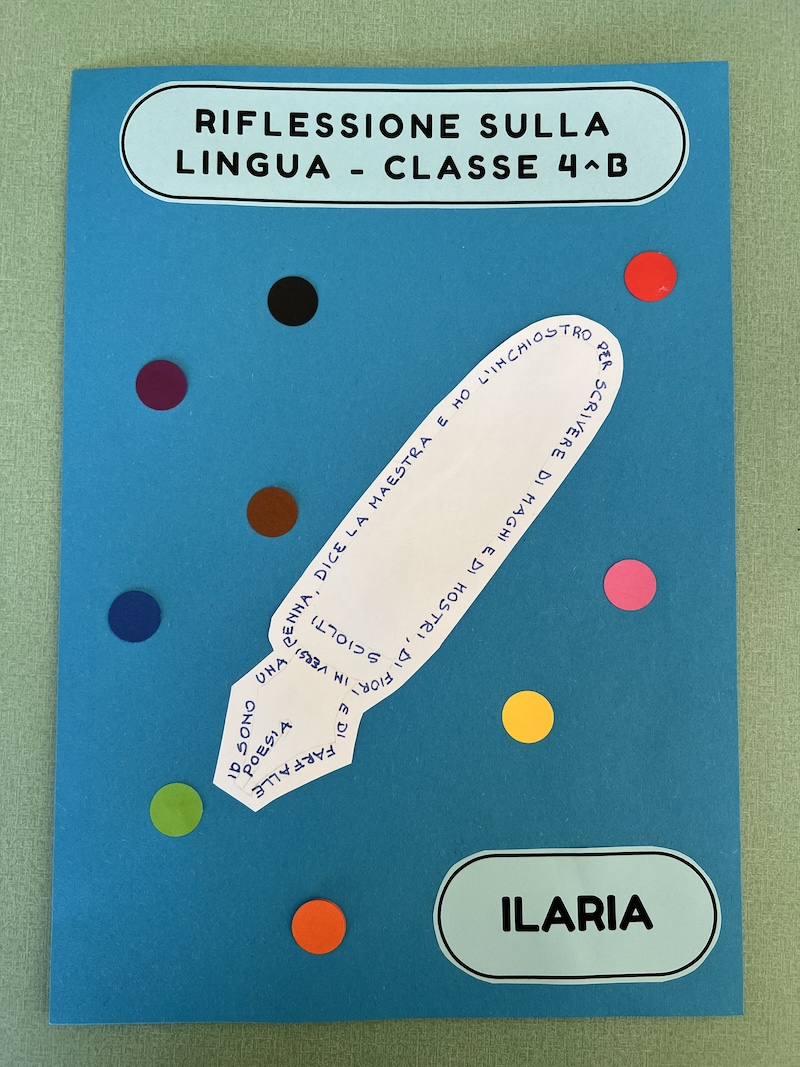 RIFLESSIONE SULLA
LINGUA - CLASSE 4^B
IO SONO UNA PENNA, DICE LA MAESTRA E HO L'INCHIOSTRO PER SCRIVERE DI MAGHI E DI MOSTRI, DI FIORI E DI FARFALLE
POESIA
IN VERSI
SCIOLTI
ILARIA